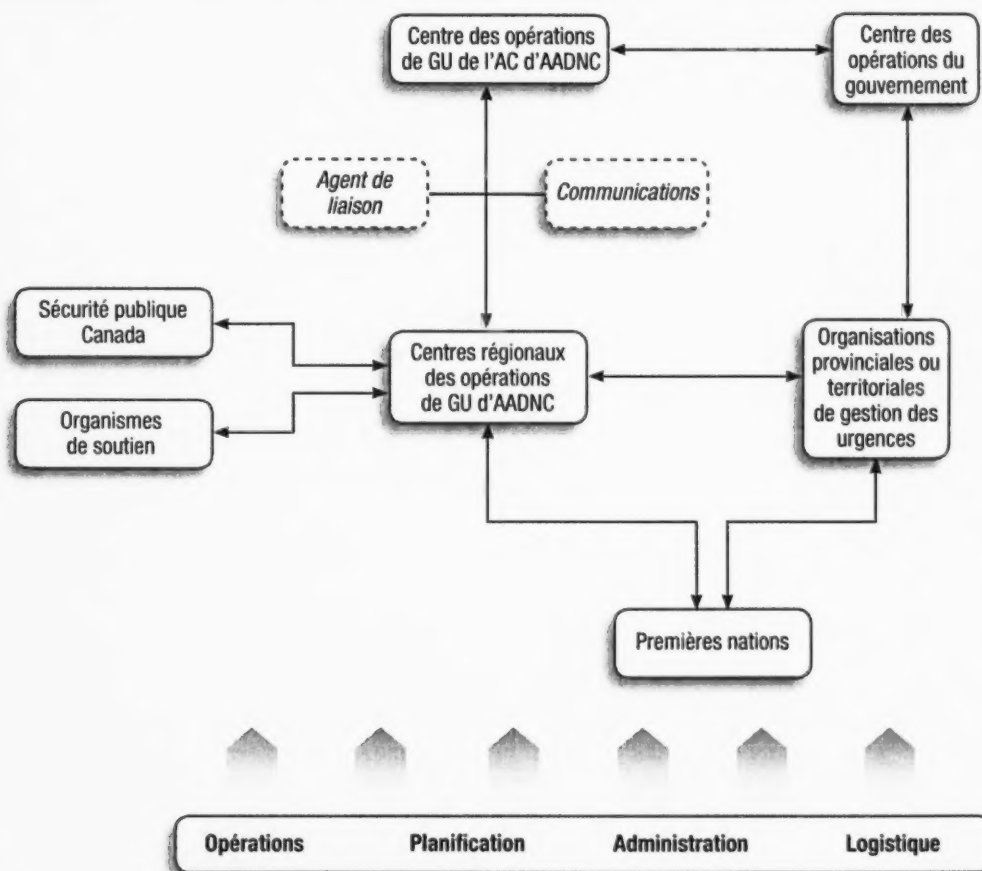 Centre des opérations
de GU de l'AC d'AADNC
Centre des
opérations du
gouvernement
Agent de
liaison
Communications
Sécurité publique
Canada
Organismes
de soutien
Centres régionaux
des opérations
de GU d'AADNC
Organisations
provinciales ou
territoriales
de gestion des
urgences
Premières nations
Opérations Planification Administration Logistique